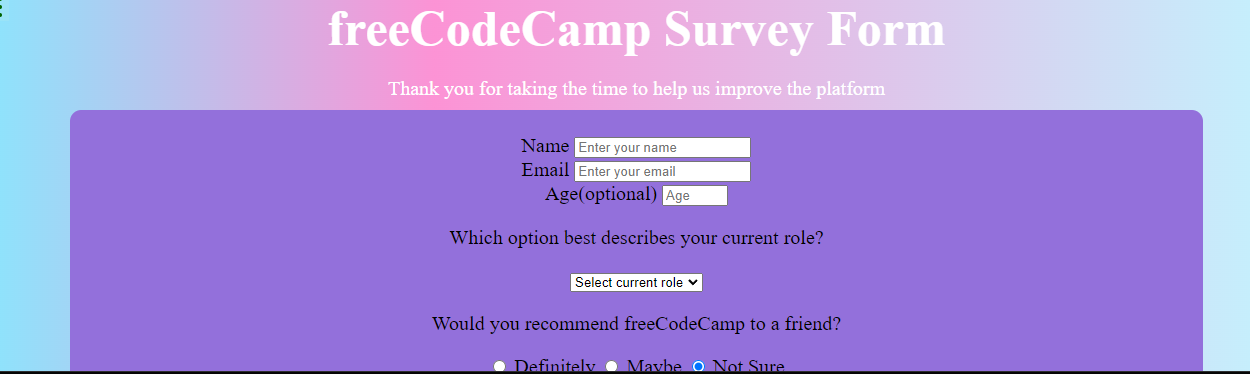 freeCodeCamp Survey Form
Thank you for taking the time to help us improve the platform
Name Enter your name
Email Enter your email
Age(optional) Age
Which option best describes your current role?
Select current role
Would you recommend freeCodeCamp to a friend?
Definitely Maybe Not Sure